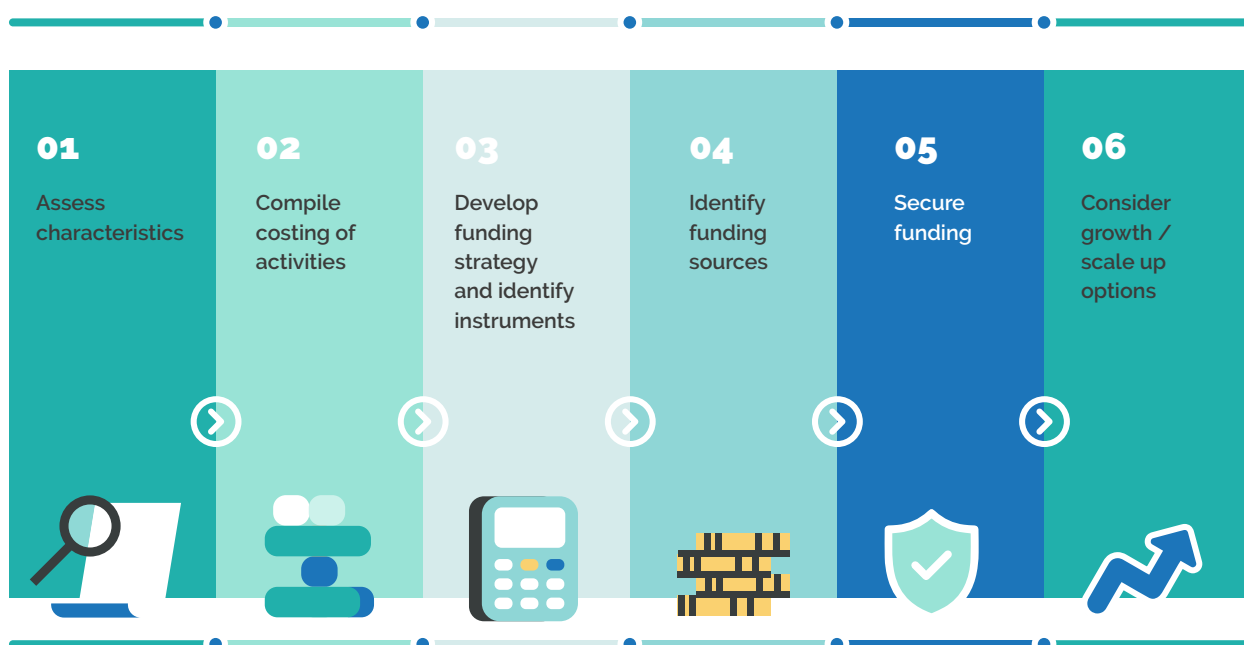 01
Assess
characteristics
02
Compile
costing of
activities
03
Develop
funding
strategy
and identify
instruments
04
Identify
funding
sources
05
Secure
funding
06
Consider
growth /
scale up
options